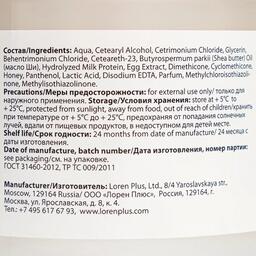 Состав/Ingredients: Aqua, Cetearyl Alcohol, Cetrimonium Chloride, Glycerin,
Behentrimonium Chloride, Ceteareth-23, Butyrospermum parkii (Shea butter) Oil
(масло Ши), Hydrolyzed Milk Protein, Egg Extract, Dimethicone, Cyclomethicone,
Honey, Panthenol, Lactic Acid, Disodium EDTA, Parfum, Methylchloroisothiazoli-
none, Methylisothiazolinone.
Precautions/Меры предосторожности: for external use only/ только для
наружного применения. Storage/Условия хранения: store at +5°C to
+25°C, protected from sunlight, away from food, out of reach of children/хранить
при температуре от +5°С до +25°С, предохраняя от попадания солнечных
лучей, вдали от пищевых продуктов, в недоступном для детей месте.
Shelf life/Срок годности: 24 months from date of manufacture/ 24 месяца с
даты изготовления.
Date of manufacture, batch number/Дата изготовления, номер партии:
see packaging/см. на упаковке.
ГОСТ 31460-2012, ТР ТС 009/2011
Manufacturer/Изготовитель: Loren Plus, Ltd., 8/4 Yaroslavskaya str.,
Moscow, 129164 Russia/ ООО «Лорен Плюс», Россия, 129164, г.
Москва, ул. Ярославская, д. 8, к. 4.
Тел.: +7 495 617 67 93, www.lorenplus.com